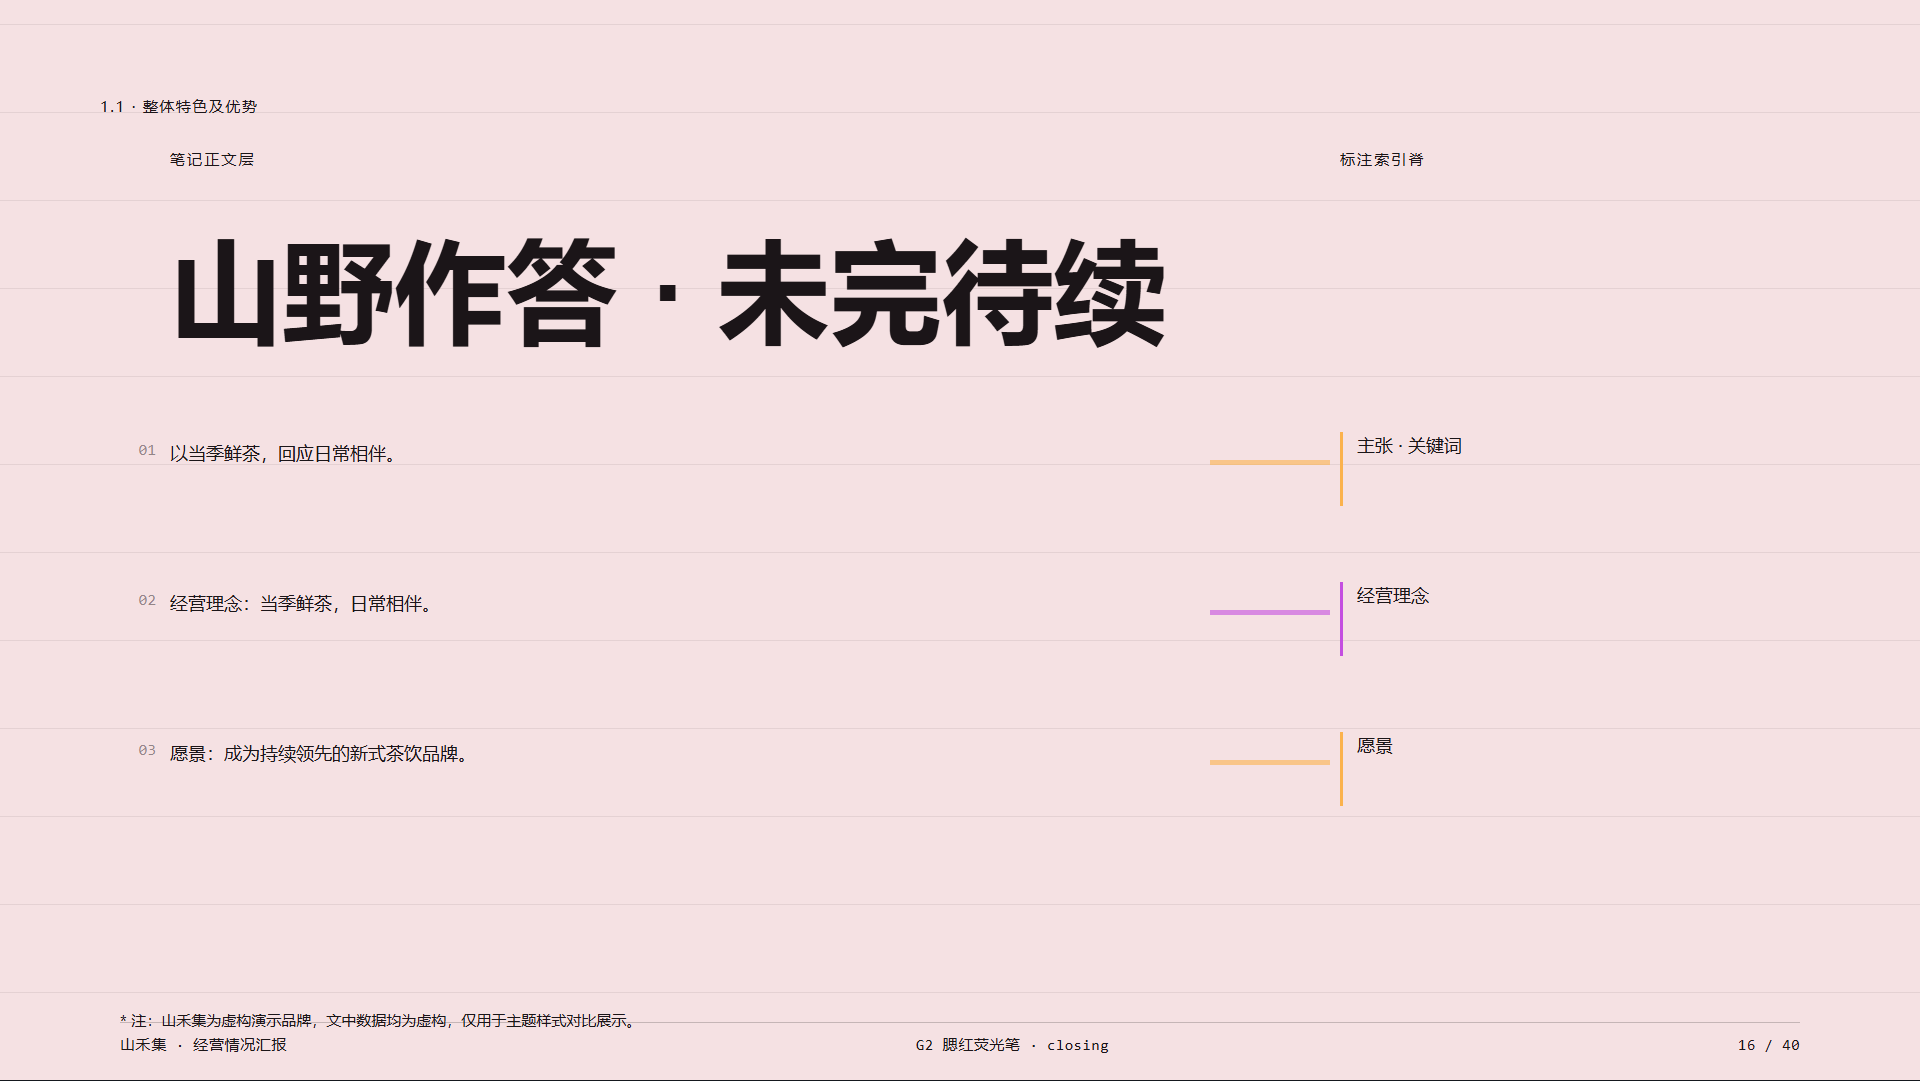 1.1 · 整体特色及优势
笔记正文层
标注索引脊
山野作答 · 未完待续
01 以当季鲜茶，回应日常相伴。
主张 · 关键词
02 经营理念：当季鲜茶，日常相伴。
经营理念
03 愿景：成为持续领先的新式茶饮品牌。
愿景
* 注：山禾集为虚构演示品牌，文中数据均为虚构，仅用于主题样式对比展示。
山禾集 · 经营情况汇报
G2 腮红荧光笔 · closing
16 / 40